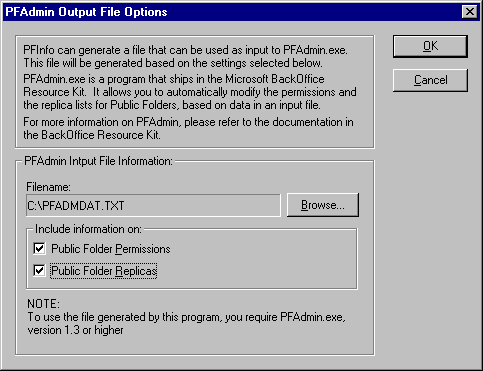 PFAdmin Output File Options
PFInfo can generate a file that can be used as input to PFAdmin.exe.
This file will be generated based on the settings selected below.
PFAdmin.exe is a program that ships in the Microsoft BackOffice
Resource Kit.  It allows you to automatically modify the permissions and
the replica lists for Public Folders, based on data in an input file.
For more information on PFAdmin, please refer to the documentation in
the BackOffice Resource Kit.
OK
Cancel
PFAdmin Intput File Information:
Filename:
C:\PFADMDAT.TXT
Browse...
Include information on:
Public Folder Permissions
Public Folder Replicas
NOTE:
To use the file generated by this program, you require PFAdmin.exe,
version 1.3 or higher